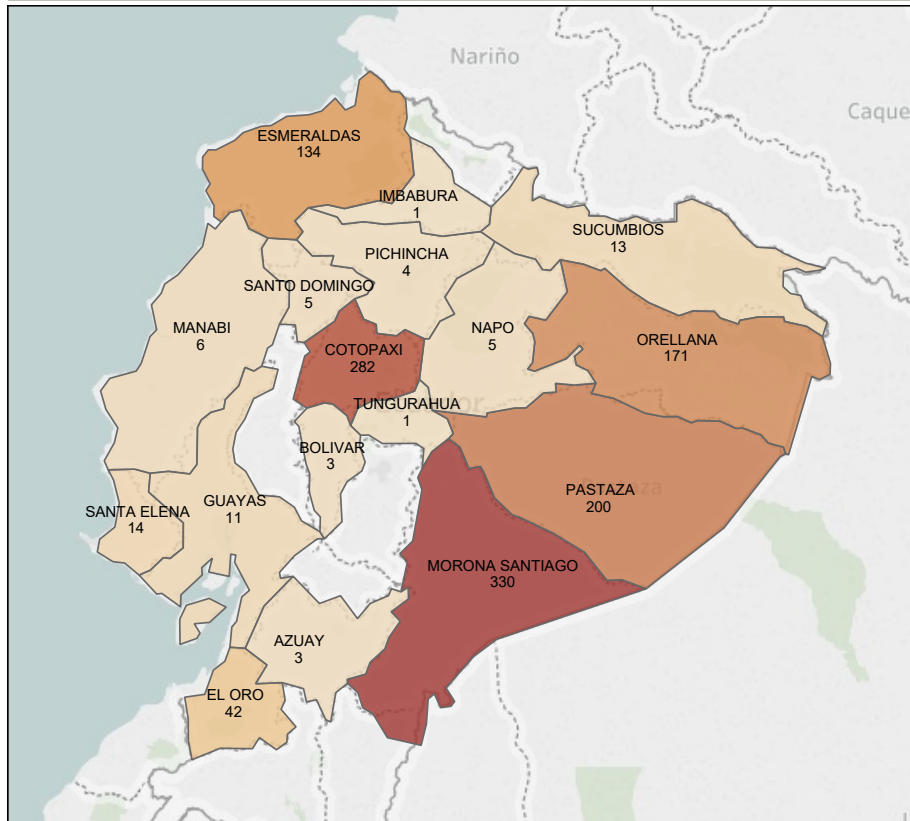 Nariño
Caque
ESMERALDAS
134
IMBABURA
1
SUCUMBIOS
13
PICHINCHA
4
SANTO DOMINGO
5
MANABI
6
NAPO
5
ORELLANA
171
COTOPAXI
282
TUNGURAHUA
1
BOLIVAR
3
PASTAZA
200
SANTA ELENA
14
GUAYAS
11
MORONA SANTIAGO
330
AZUAY
3
EL ORO
42